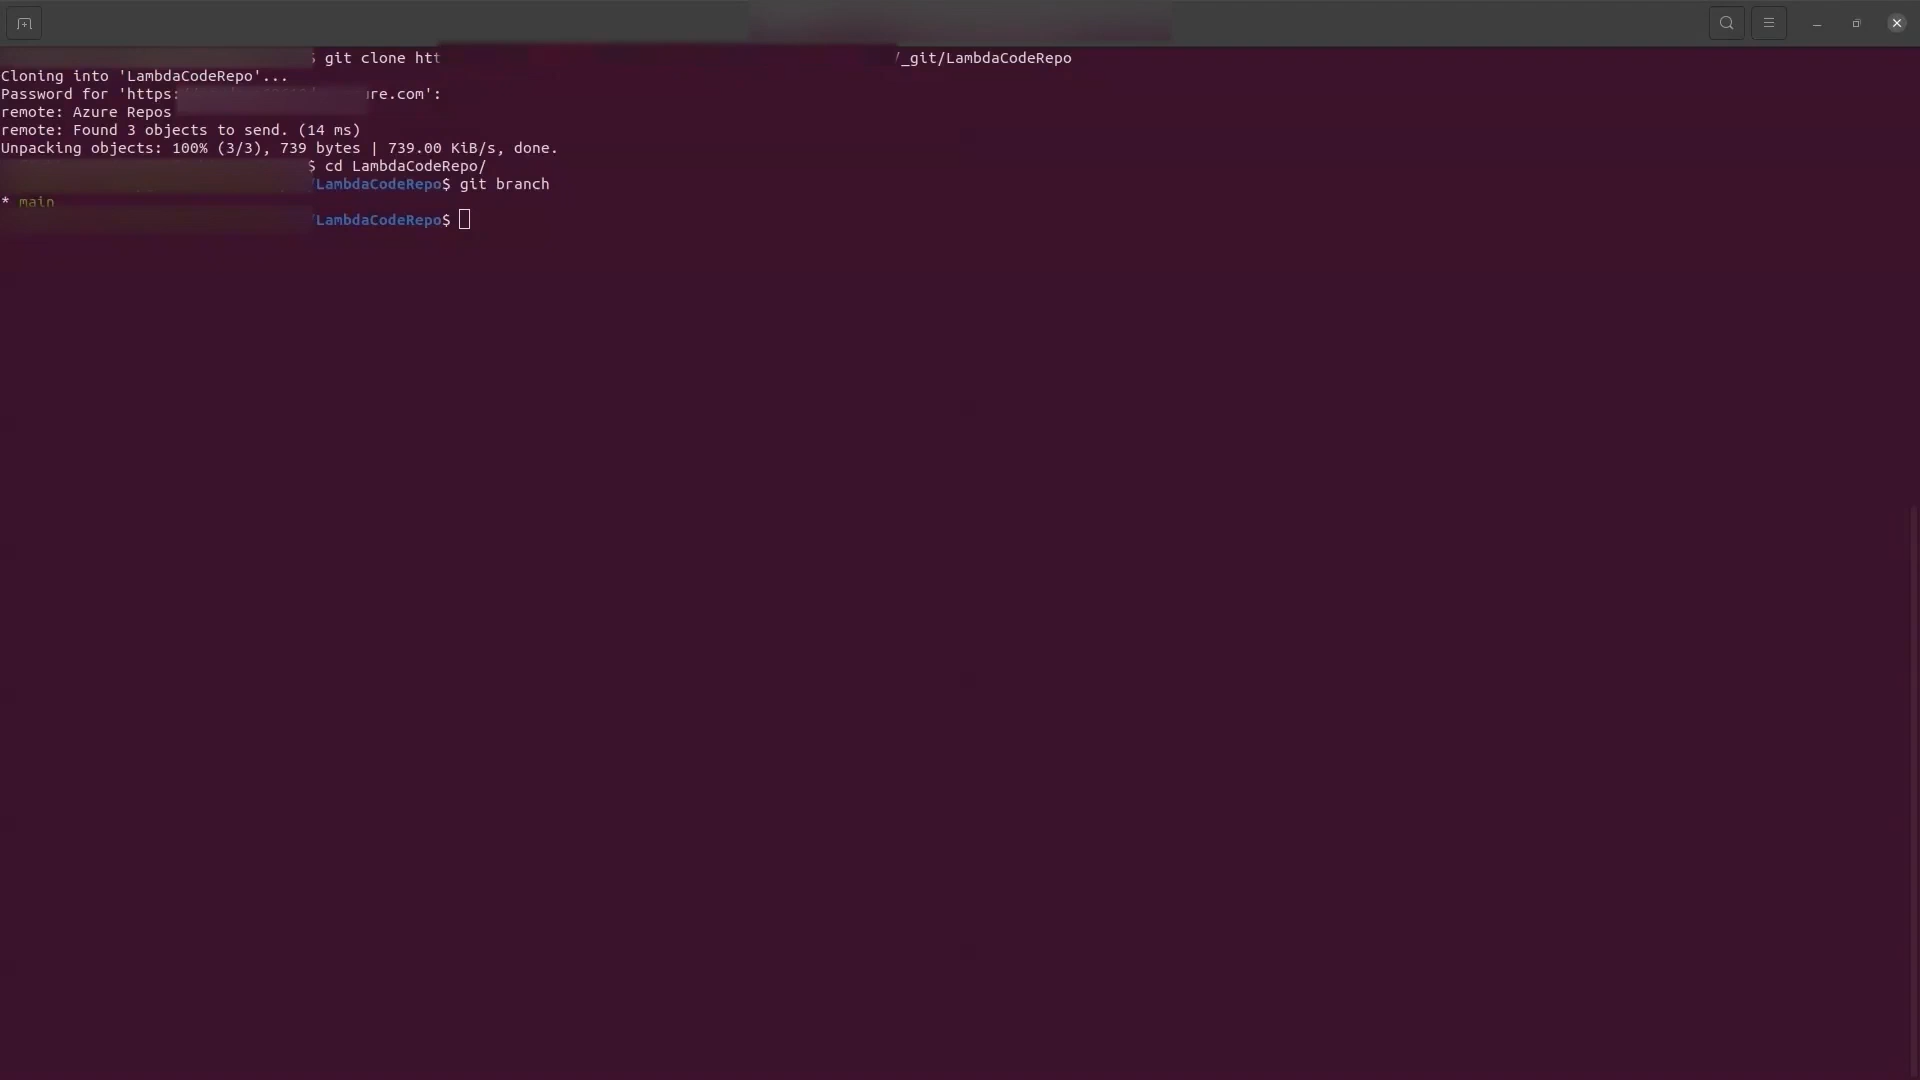 $ git clone htt /_git/LambdaCodeRepo
Cloning into 'LambdaCodeRepo'...
Password for 'https: re.com':
remote: Azure Repos
remote: Found 3 objects to send. (14 ms)
Unpacking objects: 100% (3/3), 739 bytes | 739.00 KiB/s, done.
$ cd LambdaCodeRepo/
/LambdaCodeRepo$ git branch
* main
/LambdaCodeRepo$